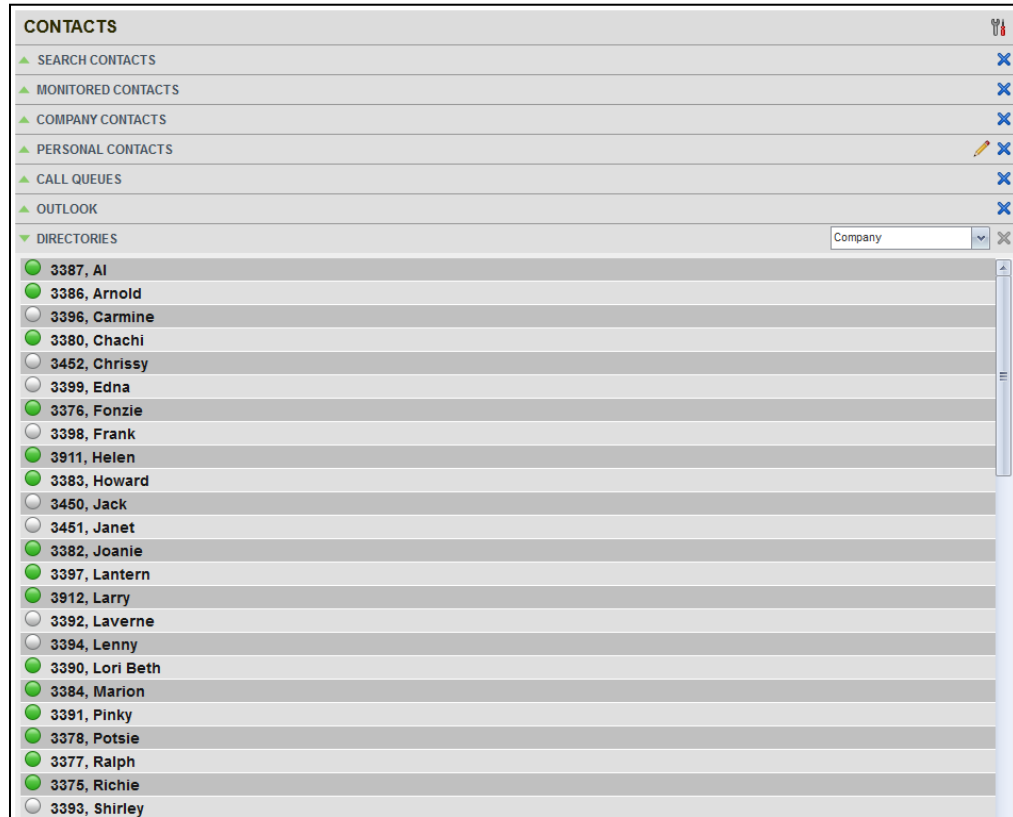 CONTACTS
SEARCH CONTACTS
MONITORED CONTACTS
COMPANY CONTACTS
PERSONAL CONTACTS
CALL QUEUES
OUTLOOK
DIRECTORIES Company
3387, Al
3386, Arnold
3396, Carmine
3380, Chachi
3452, Chrissy
3399, Edna
3376, Fonzie
3398, Frank
3911, Helen
3383, Howard
3450, Jack
3451, Janet
3382, Joanie
3397, Lantern
3912, Larry
3392, Laverne
3394, Lenny
3390, Lori Beth
3384, Marion
3391, Pinky
3378, Potsie
3377, Ralph
3375, Richie
3393, Shirley